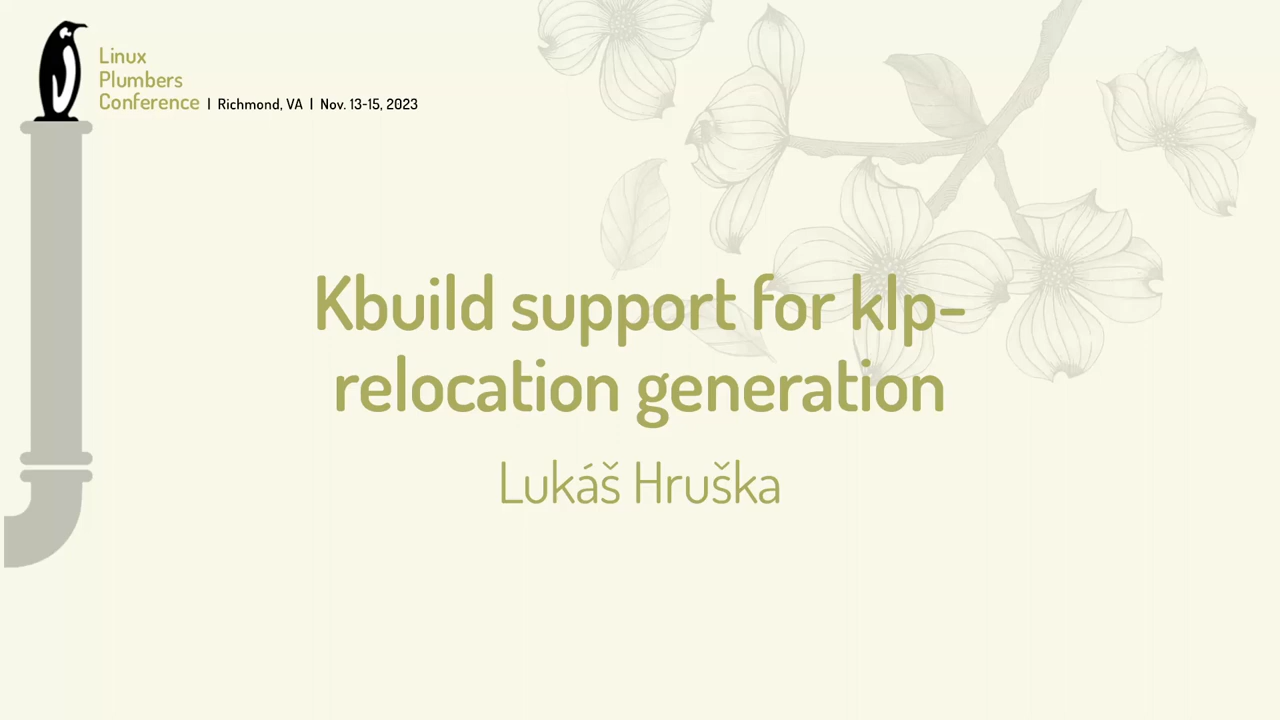 Linux
Plumbers
Conference | Richmond, VA | Nov. 13-15, 2023
Kbuild support for klp-
relocation generation
Lukáš Hruška